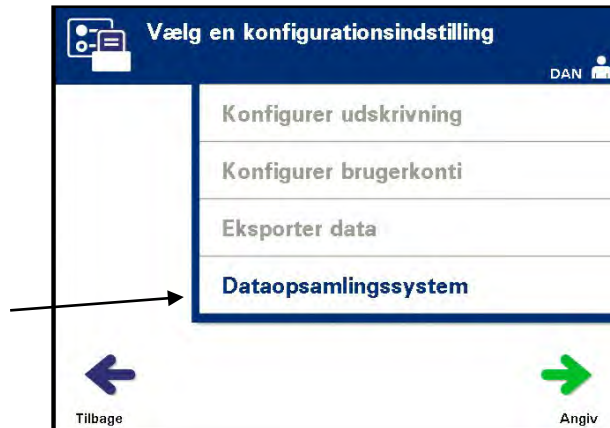 Vælg en konfigurationsindstilling
DAN
Konfigurer udskrivning
Konfigurer brugerkonti
Eksporter data
Dataopsamlingssystem
Tilbage
Angiv